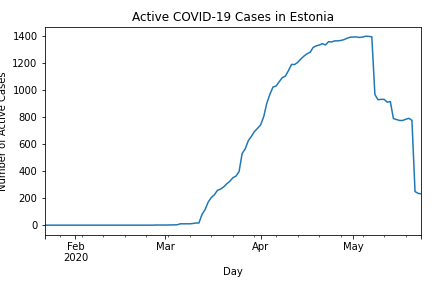 Active COVID-19 Cases in Estonia
Number of Active Cases
1400
1200
1000
800
600
400
200
0
Feb
2020
Mar
Apr
May
Day